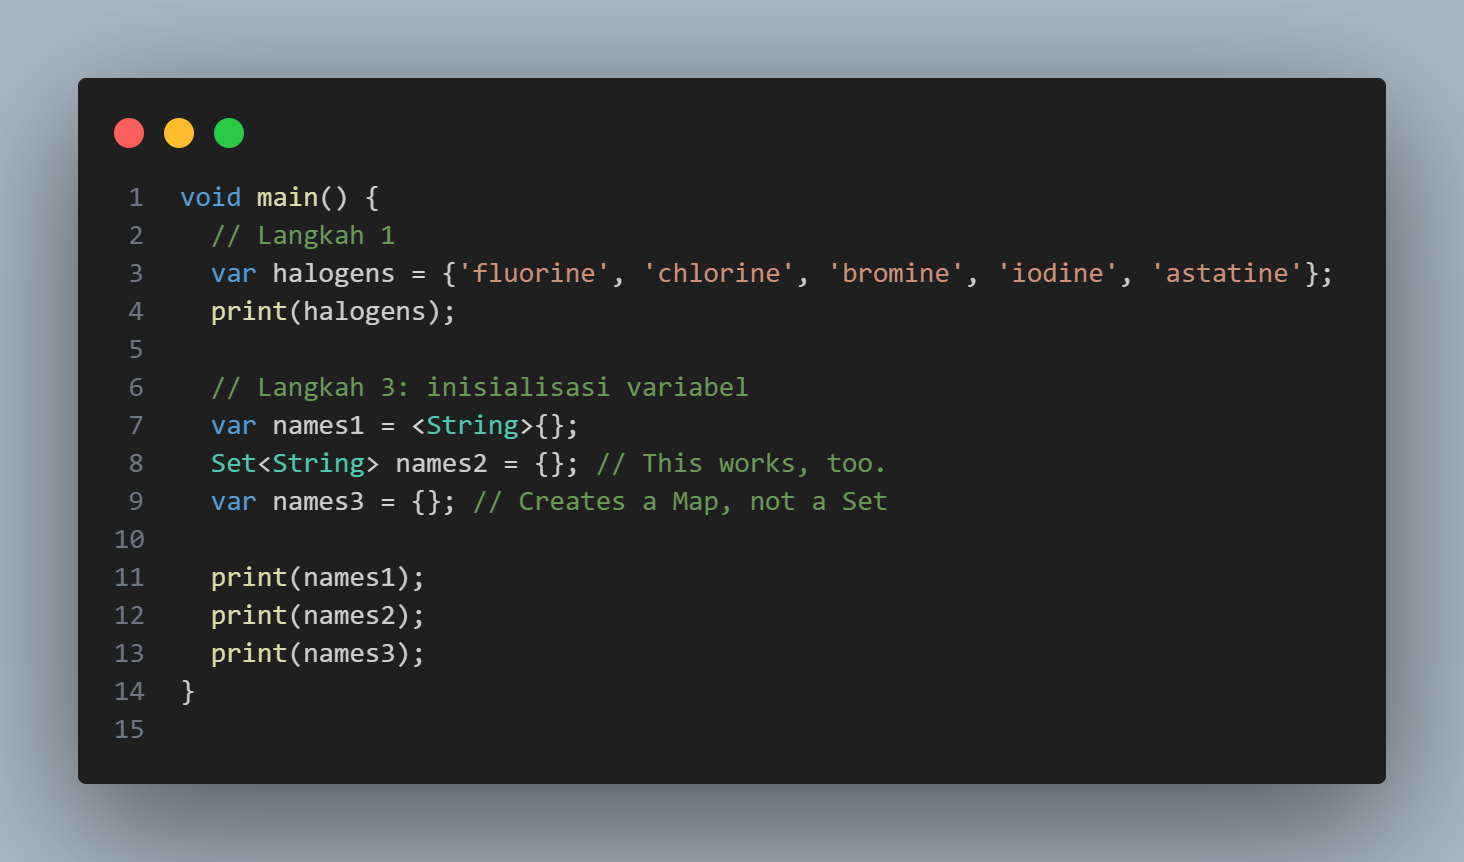 1 void main() {
2   // Langkah 1
3   var halogens = {'fluorine', 'chlorine', 'bromine', 'iodine', 'astatine'};
4   print(halogens);
5
6   // Langkah 3: inisialisasi variabel
7   var names1 = <String>{};
8   Set<String> names2 = {}; // This works, too.
9   var names3 = {}; // Creates a Map, not a Set
10
11   print(names1);
12   print(names2);
13   print(names3);
14 }
15